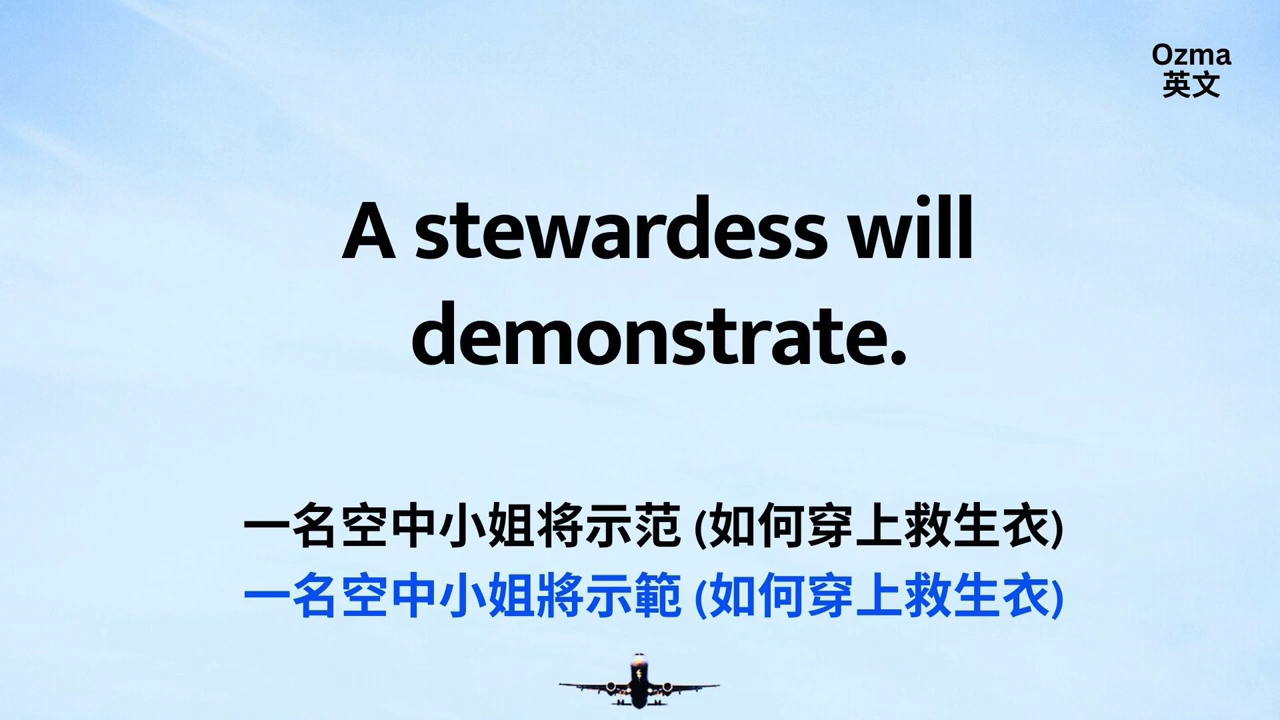 Ozma
英文
A stewardess will
demonstrate.
一名空中小姐将示范 (如何穿上救生衣)
一名空中小姐將示範 (如何穿上救生衣)